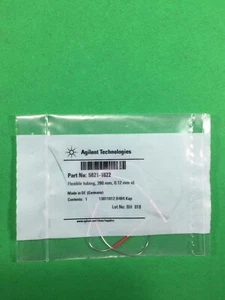 Agilent Technologies
Part No: 5021-1822
Flexible tubing, 280 mm, 0.12 mm id
Made in DE (Germany)
Contents: 1
Lot No: